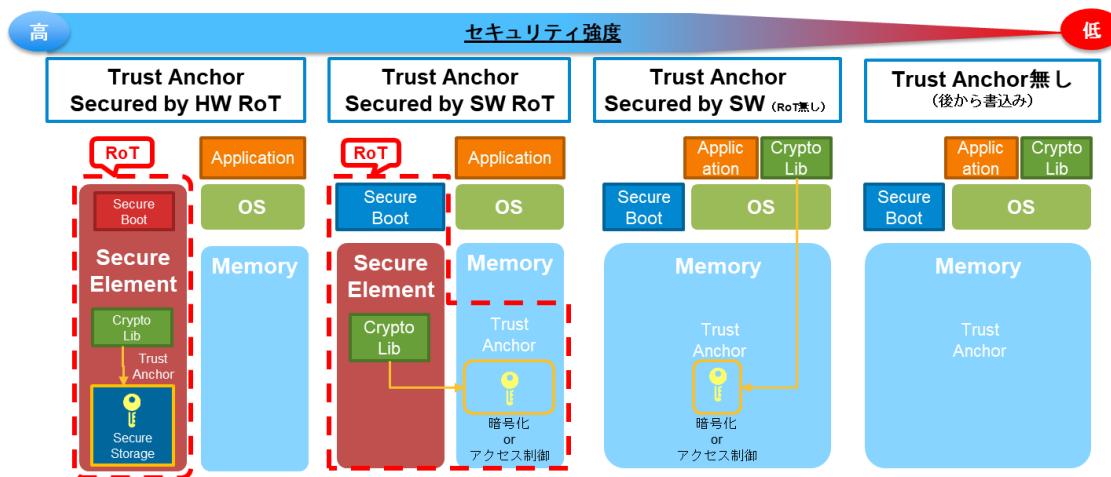 高
セキュリティ強度
低
Trust Anchor
Secured by HW RoT
RoT
Application
Secure
Boot
OS
Secure
Element
Memory
Crypto
Lib
Trust
Anchor
Secure
Storage
Trust Anchor
Secured by SW RoT
RoT
Application
Secure
Boot
OS
Secure
Element
Memory
Crypto
Lib
Trust
Anchor
暗号化
or
アクセス制御
Trust Anchor
Secured by SW (RoT無し)
Applic
ation
Crypto
Lib
Secure
Boot
OS
Memory
Trust
Anchor
暗号化
or
アクセス制御
Trust Anchor無し
(後から書込み)
Applic
ation
Crypto
Lib
Secure
Boot
OS
Memory
Trust
Anchor